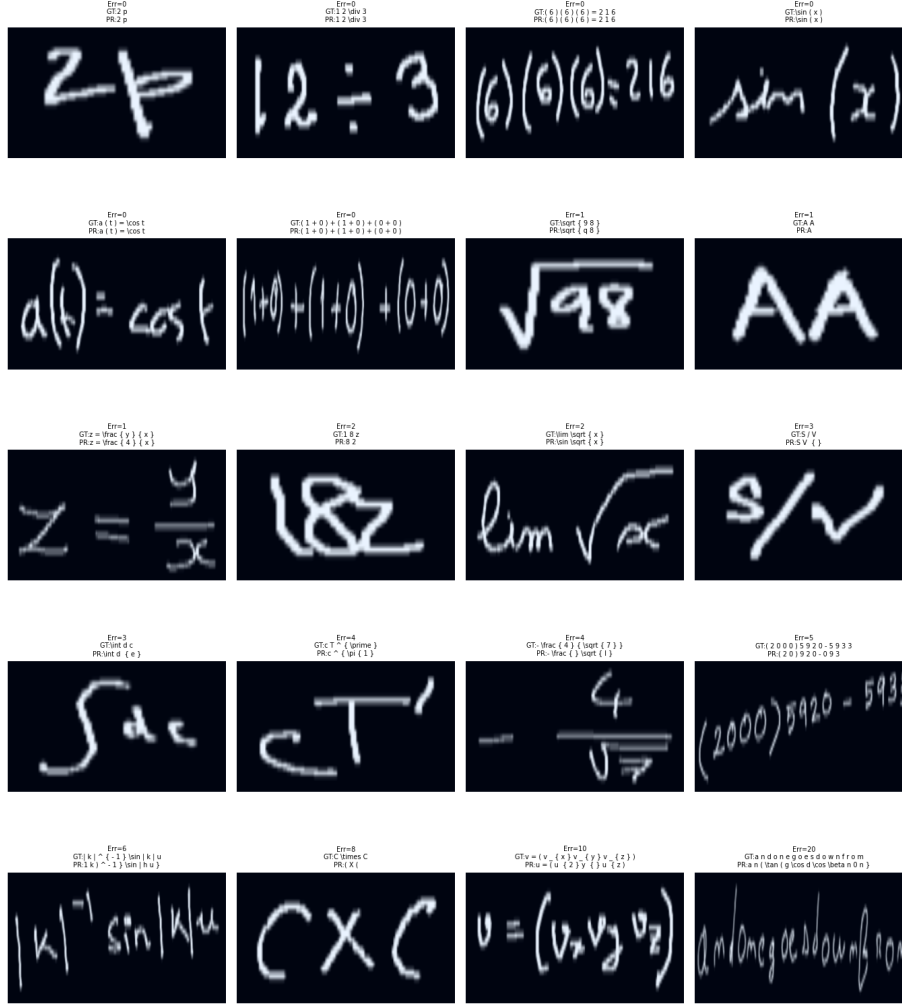 Err=0 Err=0 Err=0 Err=0
GT:2 p GT:1 2 \div 3 GT:( 6 ) ( 6 ) ( 6 ) = 2 1 6 GT:\sin ( x )
PR:2 p PR:1 2 \div 3 PR:( 6 ) ( 6 ) ( 6 ) = 2 1 6 PR:\sin ( x )
2p 12 ÷ 3 (6)(6)(6)=216 sin (x)
Err=0 Err=0 Err=1 Err=1
GT:a ( t ) = \cos t GT:( 1 + 0 ) + ( 1 + 0 ) + ( 0 + 0 ) GT:\sqrt { 9 8 } GT:A A
PR:a ( t ) = \cos t PR:( 1 + 0 ) + ( 1 + 0 ) + ( 0 + 0 ) PR:\sqrt { q 8 } PR:A
a(t) = cos t (1+0)+(1+0)+(0+0) √98 AA
Err=1 Err=2 Err=2 Err=3
GT:z = \frac { y } { x } GT:1 8 z GT:\lim \sqrt { x } GT:S / V
PR:z = \frac { 4 } { x } PR:8 2 PR:\sin \sqrt { x } PR:S V { }
z = y/x 18z lim √x S/V
Err=3 Err=4 Err=4 Err=5
GT:\int d c GT:c T ^ { \prime } GT:- \frac { 4 } { \sqrt { 7 } } GT:( 2 0 0 0 ) 5 9 2 0 - 5 9 3 3
PR:\int d { e } PR:c ^ { \pi { 1 } PR:- \frac { } \sqrt { l } PR:( 2 0 ) 9 2 0 - 0 9 3
∫dc cT′ - 4/√7 (2000)5920 - 593
Err=6 Err=8 Err=10 Err=20
GT:| k | ^ { - 1 } \sin | k | u GT:C \times C GT:v = ( v _ { x } v _ { y } v _ { z } ) GT:a n d o n e g o e s d o w n f r o m
PR:1 k ) ^ - 1 } \sin | h u } PR:( X ( PR:u = [ u { 2 } y { } u { z ) PR:a n ( \tan ( g \cos d \cos \beta n 0 n }
|k|⁻¹ sin|k|u C×C v = (vₓ v_y v_z) andonegoesdownfrom